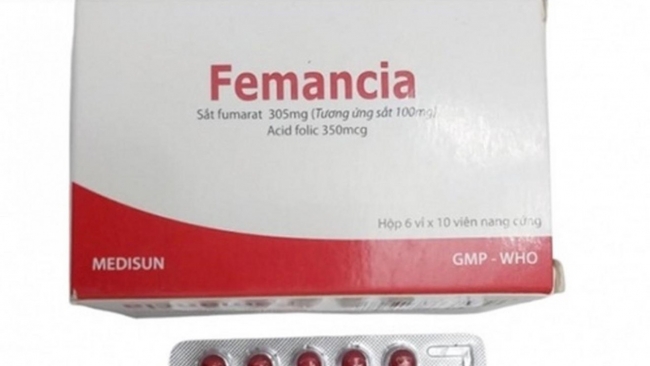 Femancia
Sắt fumarat 305mg (Tương ứng sắt 100mg)
Acid folic 350mcg
Hộp 6 vỉ x 10 viên nang cứng
MEDISUN
GMP - WHO